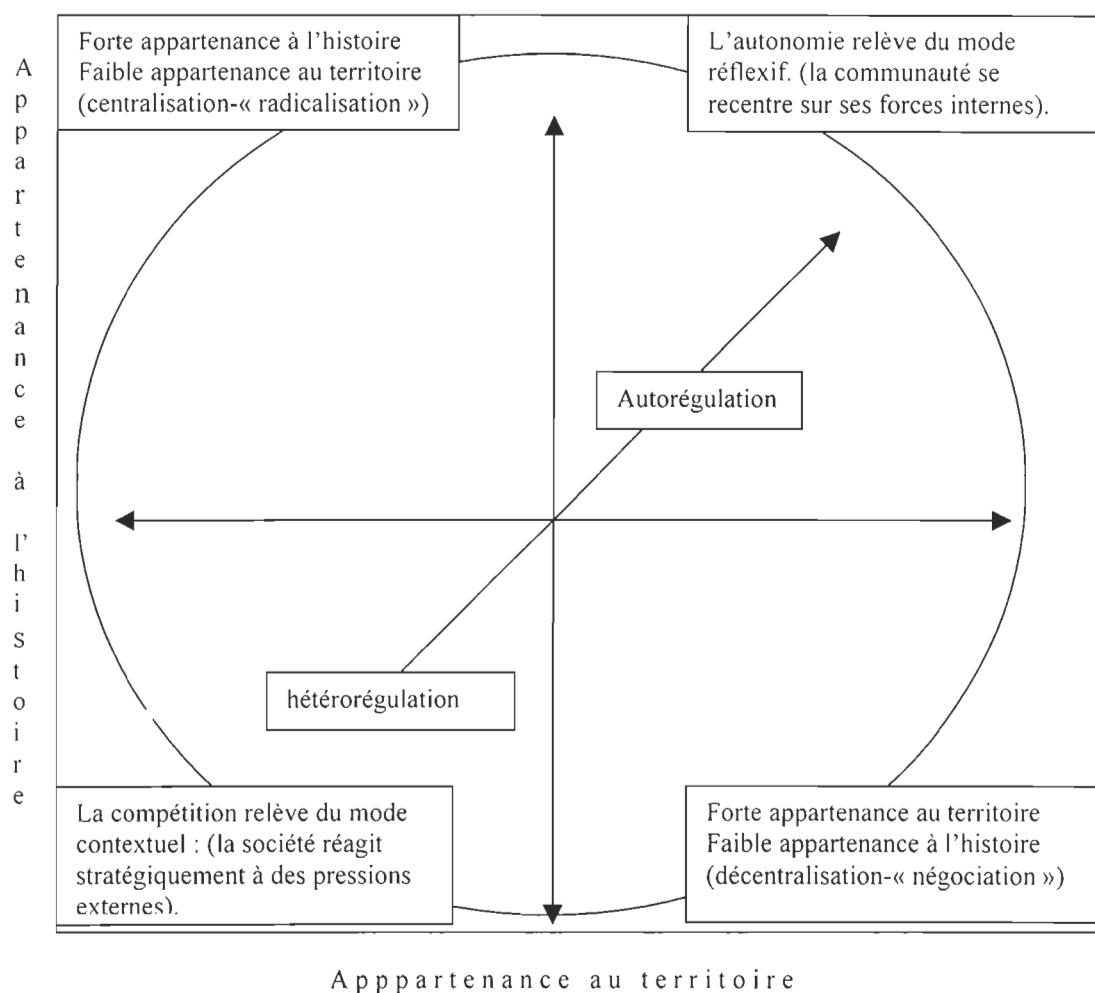 Appartenance à l'histoire
Forte appartenance à l'histoire
Faible appartenance au territoire
(centralisation-« radicalisation »)
L'autonomie relève du mode
réflexif. (la communauté se
recentre sur ses forces internes).
Autorégulation
hétérorégulation
La compétition relève du mode
contextuel : (la société réagit
stratégiquement à des pressions
externes).
Forte appartenance au territoire
Faible appartenance à l'histoire
(décentralisation-« négociation »)
Apppartenance au territoire